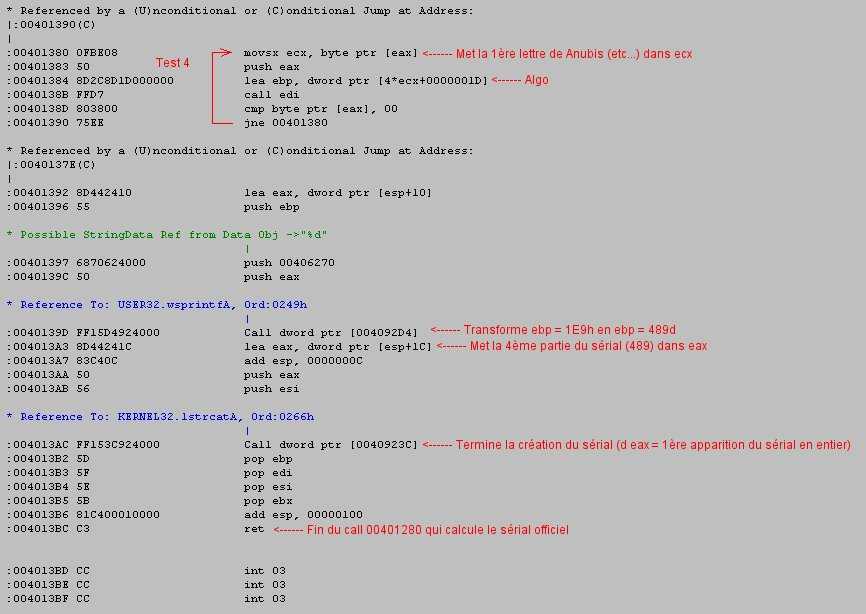 * Referenced by a (U)nconditional or (C)onditional Jump at Address:
|:00401390(C)
|
:00401380 0FBE08 movsx ecx, byte ptr [eax] <------ Met la 1ère lettre de Anubis (etc...) dans ecx
Test 4
:00401383 50 push eax
:00401384 8D2C8D1D000000 lea ebp, dword ptr [4*ecx+0000001D] <------ Algo
:0040138B FFD7 call edi
:0040138D 803800 cmp byte ptr [eax], 00
:00401390 75EE jne 00401380
* Referenced by a (U)nconditional or (C)onditional Jump at Address:
|:0040137E(C)
|
:00401392 8D442410 lea eax, dword ptr [esp+10]
:00401396 55 push ebp
* Possible StringData Ref from Data Obj ->"%d"
|
:00401397 6870624000 push 00406270
:0040139C 50 push eax
* Reference To: USER32.wsprintfA, Ord:0249h
|
:0040139D FF15D4924000 Call dword ptr [004092D4] <------ Transforme ebp = 1E9h en ebp = 489d
:004013A3 8D44241C lea eax, dword ptr [esp+1C] <------ Met la 4ème partie du sérial (489) dans eax
:004013A7 83C40C add esp, 0000000C
:004013AA 50 push eax
:004013AB 56 push esi
* Reference To: KERNEL32.lstrcatA, Ord:0266h
|
:004013AC FF153C924000 Call dword ptr [0040923C] <------ Termine la création du sérial (d eax = 1ère apparition du sérial en entier)
:004013B2 5D pop ebp
:004013B3 5F pop edi
:004013B4 5E pop esi
:004013B5 5B pop ebx
:004013B6 81C400010000 add esp, 00000100
:004013BC C3 ret <------ Fin du call 00401280 qui calcule le sérial officiel
:004013BD CC int 03
:004013BE CC int 03
:004013BF CC int 03